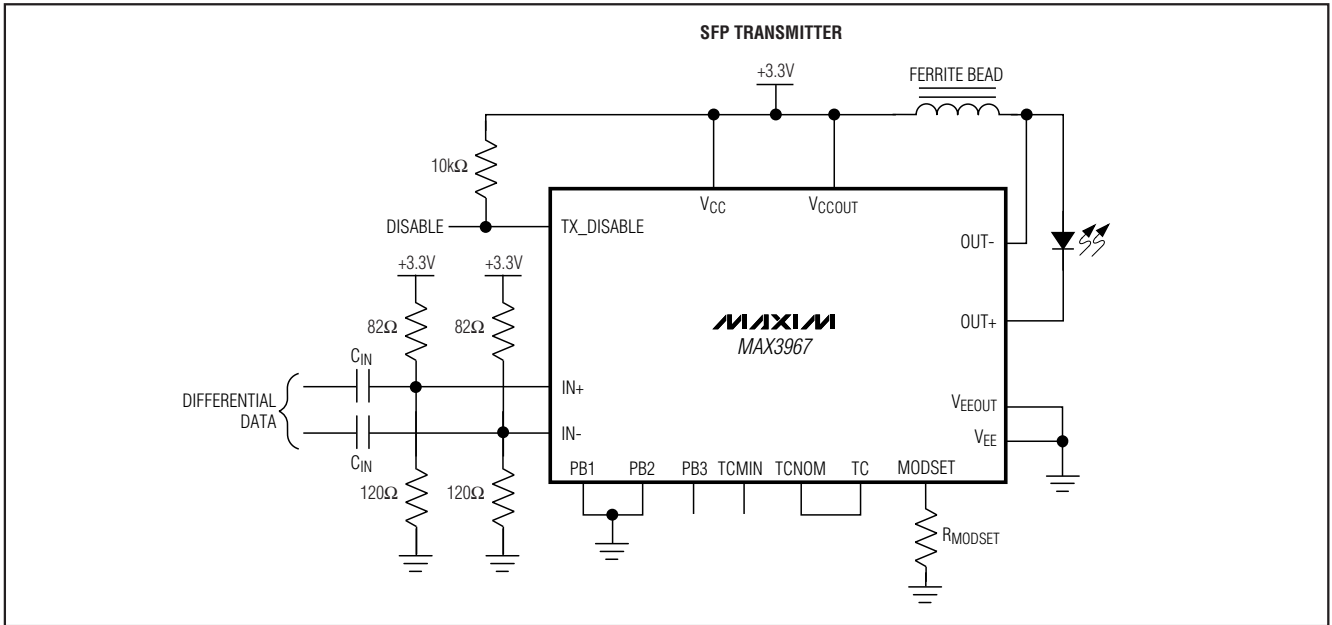 SFP TRANSMITTER
+3.3V
FERRITE BEAD
10kΩ
VCC
VCCOUT
DISABLE
TX_DISABLE
OUT-
+3.3V
+3.3V
82Ω
82Ω
MAXIM
MAX3967
OUT+
CIN
IN+
DIFFERENTIAL
DATA
VEEOUT
IN-
VEE
CIN
PB1
PB2
PB3
TCMIN
TCNOM
TC
MODSET
120Ω
120Ω
RMODSET